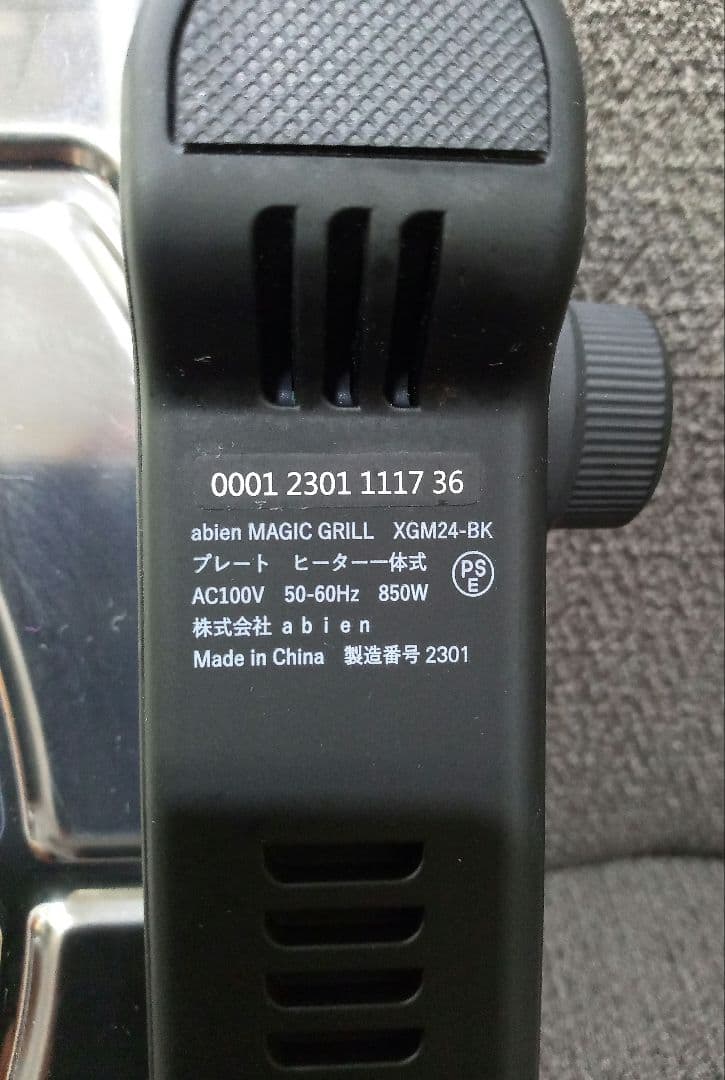 0001 2301 1117 36
abien MAGIC GRILL XGM24-BK
プレート ヒーター一体式
PS
E
AC100V 50-60Hz 850W
株式会社 a b i e n
Made in China 製造番号 2301